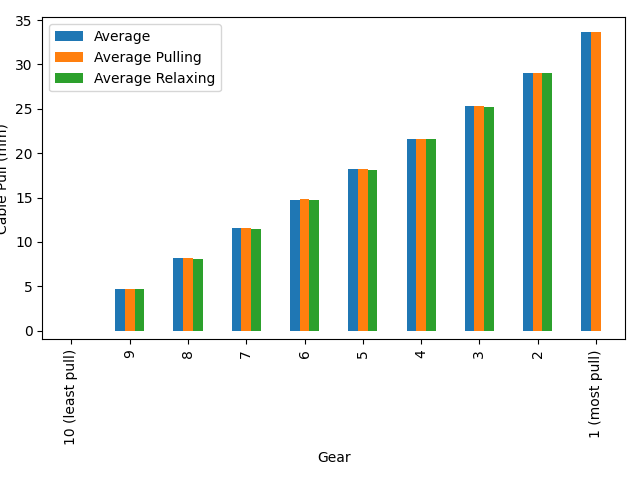 Average
Average Pulling
Average Relaxing
35
30
25
20
15
10
5
0
Cable Pull (mm)
10 (least pull)
9
8
7
6
5
4
3
2
1 (most pull)
Gear